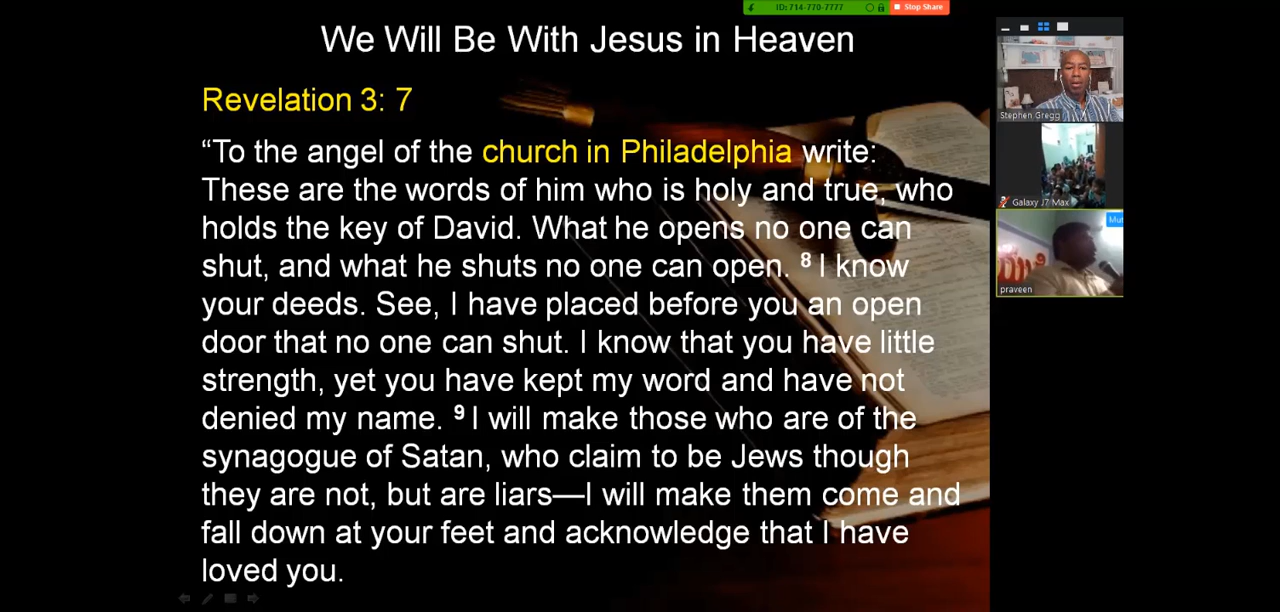 ID: 714-770-7777
Stop Share
We Will Be With Jesus in Heaven
Revelation 3: 7
“To the angel of the church in Philadelphia write:
These are the words of him who is holy and true, who
holds the key of David. What he opens no one can
shut, and what he shuts no one can open. 8 I know
your deeds. See, I have placed before you an open
door that no one can shut. I know that you have little
strength, yet you have kept my word and have not
denied my name. 9 I will make those who are of the
synagogue of Satan, who claim to be Jews though
they are not, but are liars—I will make them come and
fall down at your feet and acknowledge that I have
loved you.
Stephen Gregg
Galaxy J7 Max
praveen